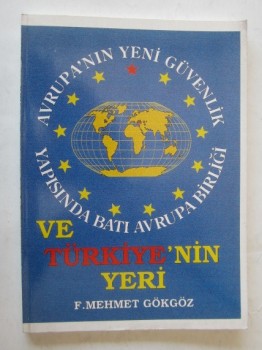 AVRUPA'NIN YENİ GÜVENLİK
YAPISINDA BATI AVRUPA BİRLİĞİ
VE
TÜRKİYE'NİN
YERİ
F.MEHMET GÖKGÖZ